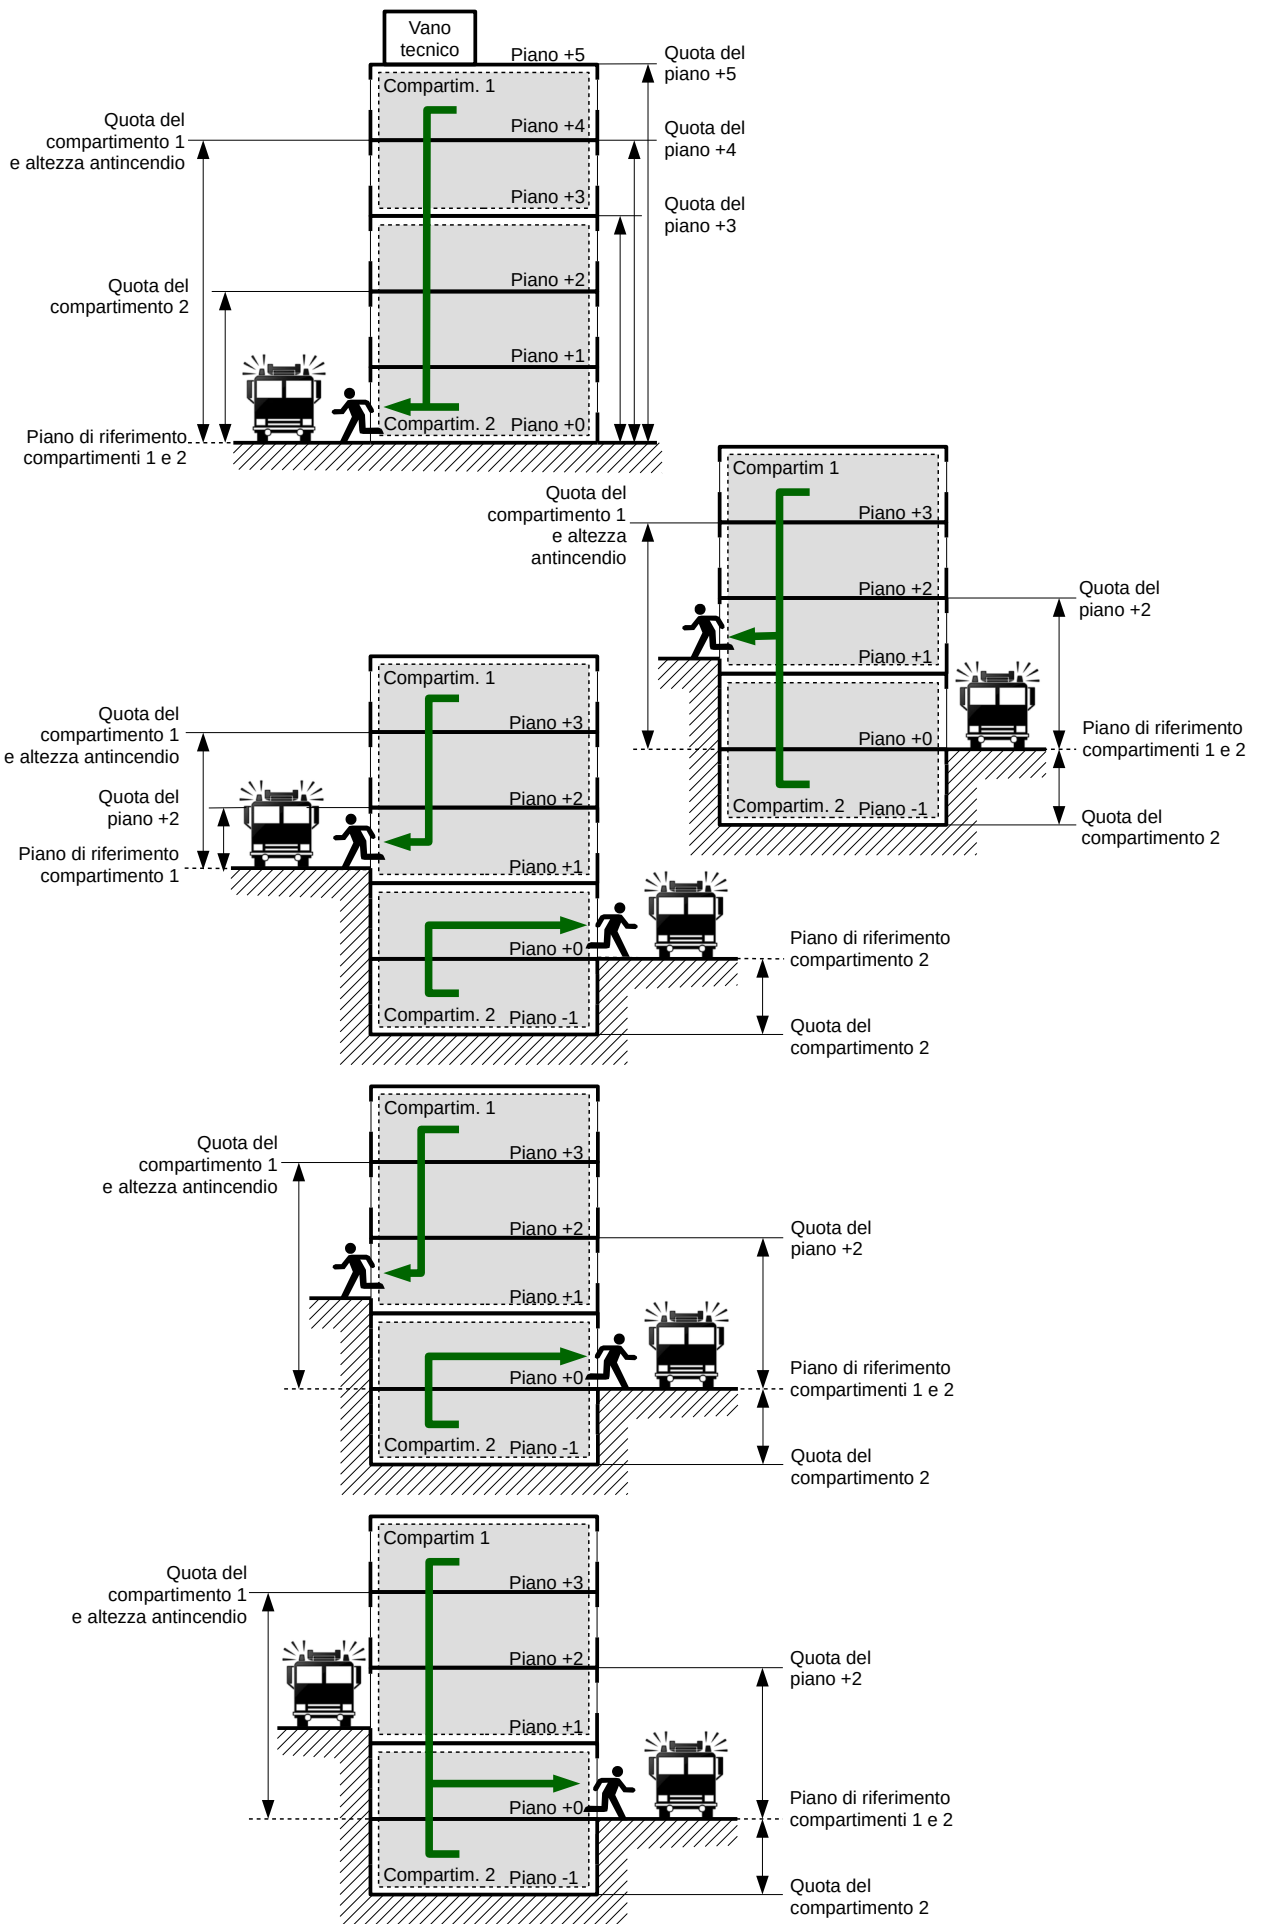 Vano
tecnico
Piano +5
Quota del
piano +5
Compartim. 1
Quota del
compartimento 1
e altezza antincendio
Piano +4
Quota del
piano +4
Piano +3
Quota del
piano +3
Quota del
compartimento 2
Piano +2
Piano +1
Compartim. 2
Piano +0
Piano di riferimento
compartimenti 1 e 2
Compartim 1
Quota del
compartimento 1
e altezza
antincendio
Piano +3
Piano +2
Quota del
piano +2
Piano +1
Piano +0
Piano di riferimento
compartimenti 1 e 2
Compartim. 2
Piano -1
Quota del
compartimento 2
Compartim. 1
Quota del
compartimento 1
e altezza antincendio
Piano +3
Quota del
piano +2
Piano +2
Piano di riferimento
compartimento 1
Piano +1
Piano +0
Piano di riferimento
compartimento 2
Compartim. 2
Piano -1
Quota del
compartimento 2
Compartim. 1
Quota del
compartimento 1
e altezza antincendio
Piano +3
Piano +2
Quota del
piano +2
Piano +1
Piano +0
Piano di riferimento
compartimenti 1 e 2
Compartim. 2
Piano -1
Quota del
compartimento 2
Compartim 1
Quota del
compartimento 1
e altezza antincendio
Piano +3
Piano +2
Quota del
piano +2
Piano +1
Piano +0
Piano di riferimento
compartimenti 1 e 2
Compartim. 2
Piano -1
Quota del
compartimento 2